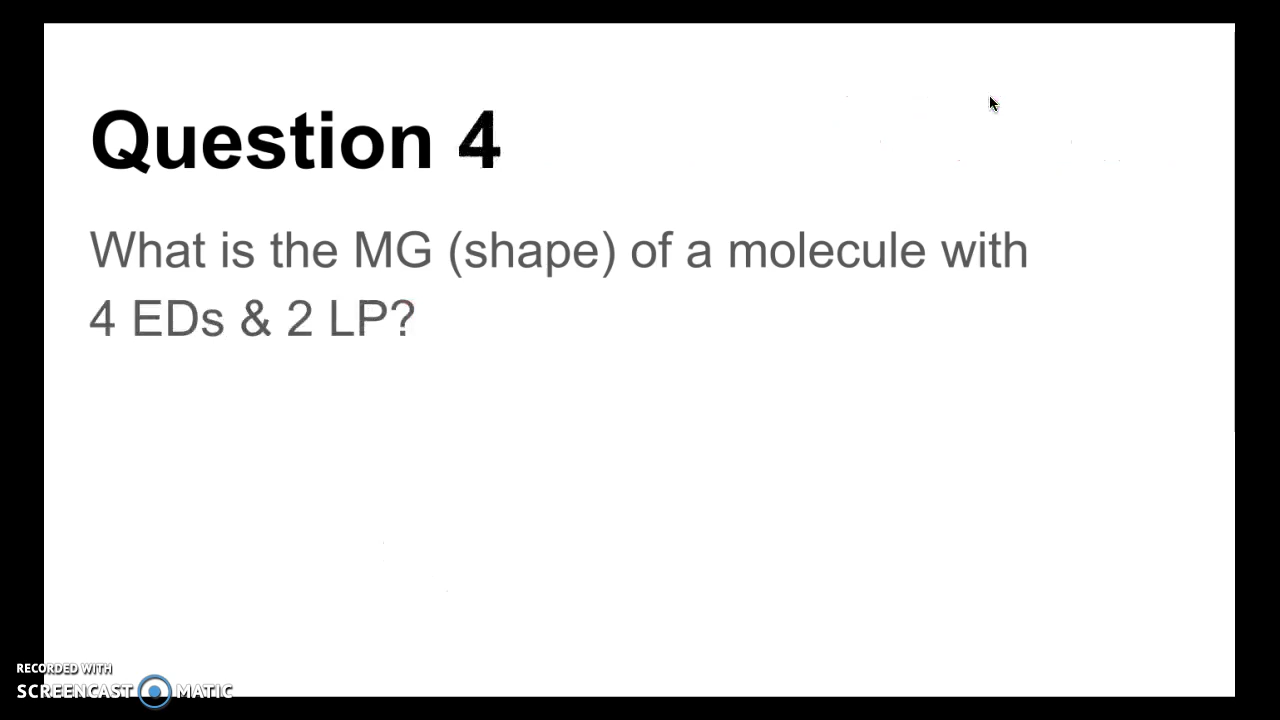 Question 4
What is the MG (shape) of a molecule with
4 EDs & 2 LP?
RECORDED WITH
SCREENCAST MATIC